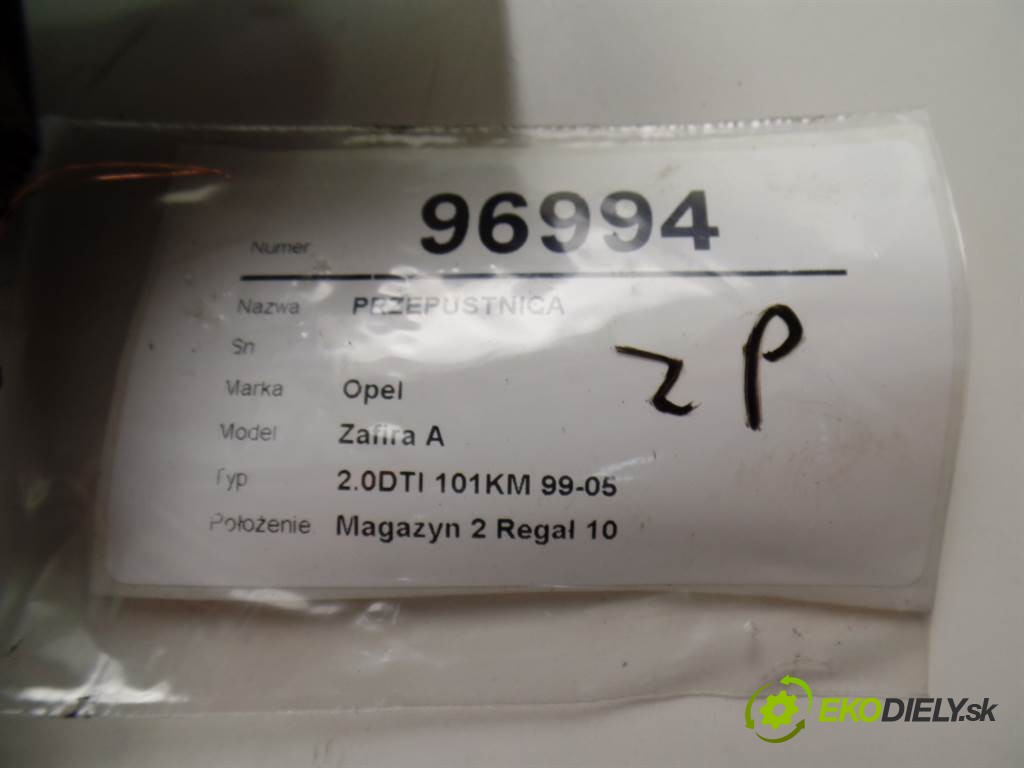 Numer 96994
Nazwa PRZEPUSTNICA
Sn
Marka Opel
Model Zafira A
Typ 2.0DTI 101KM 99-05
Położenie Magazyn 2 Regał 10
ZP
EKODIELY.sk